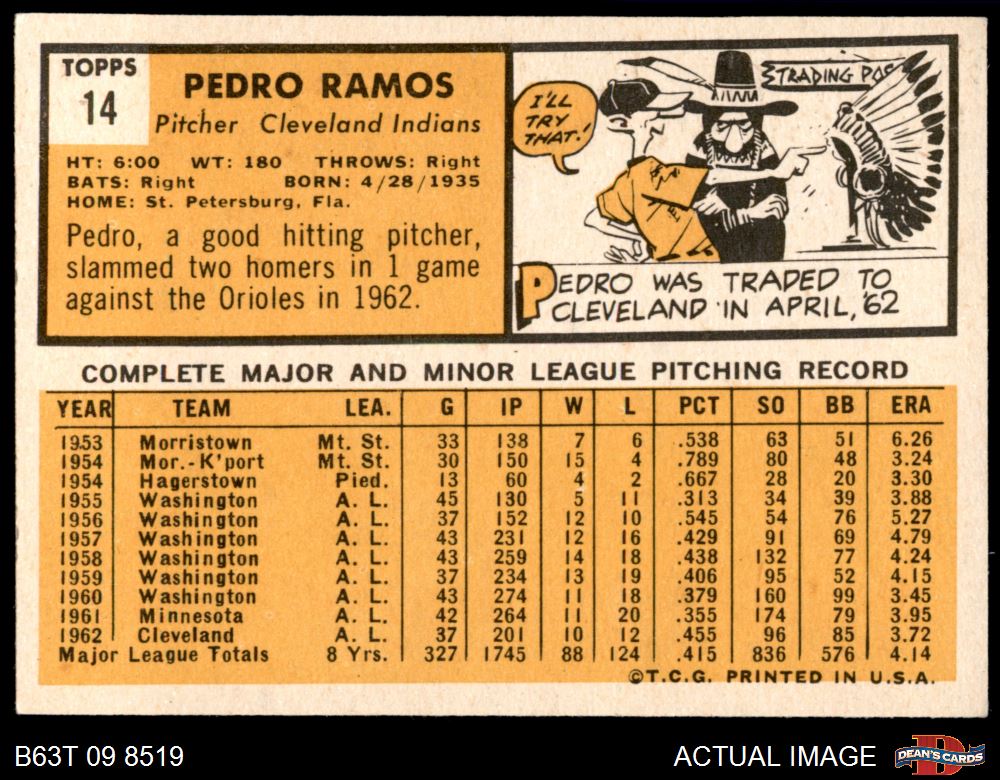 TOPPS
14
PEDRO RAMOS
Pitcher Cleveland Indians
HT: 6:00 WT: 180 THROWS: Right
BATS: Right BORN: 4/28/1935
HOME: St. Petersburg, Fla.
Pedro, a good hitting pitcher,
slammed two homers in 1 game
against the Orioles in 1962.
I'LL
TRY
THAT!
TRADING POS
PEDRO WAS TRADED TO
CLEVELAND IN APRIL, '62
COMPLETE MAJOR AND MINOR LEAGUE PITCHING RECORD
YEAR TEAM LEA. G IP W L PCT SO BB ERA
1953 Morristown Mt. St. 33 138 7 6 .538 63 51 6.26
1954 Mor.-K'port Mt. St. 30 150 15 4 .789 80 48 3.24
1954 Hagerstown Pied. 13 60 4 2 .667 28 20 3.30
1955 Washington A. L. 45 130 5 11 .313 34 39 3.88
1956 Washington A. L. 37 152 12 10 .545 54 76 5.27
1957 Washington A. L. 43 231 12 16 .429 91 69 4.79
1958 Washington A. L. 43 259 14 18 .438 132 77 4.24
1959 Washington A. L. 37 234 13 19 .406 95 52 4.15
1960 Washington A. L. 43 274 11 18 .379 160 99 3.45
1961 Minnesota A. L. 42 264 11 20 .355 174 79 3.95
1962 Cleveland A. L. 37 201 10 12 .455 96 85 3.72
Major League Totals 8 Yrs. 327 1745 88 124 .415 836 576 4.14
©T.C.G. PRINTED IN U.S.A.
B63T 09 8519
ACTUAL IMAGE
DEAN'S CARDS